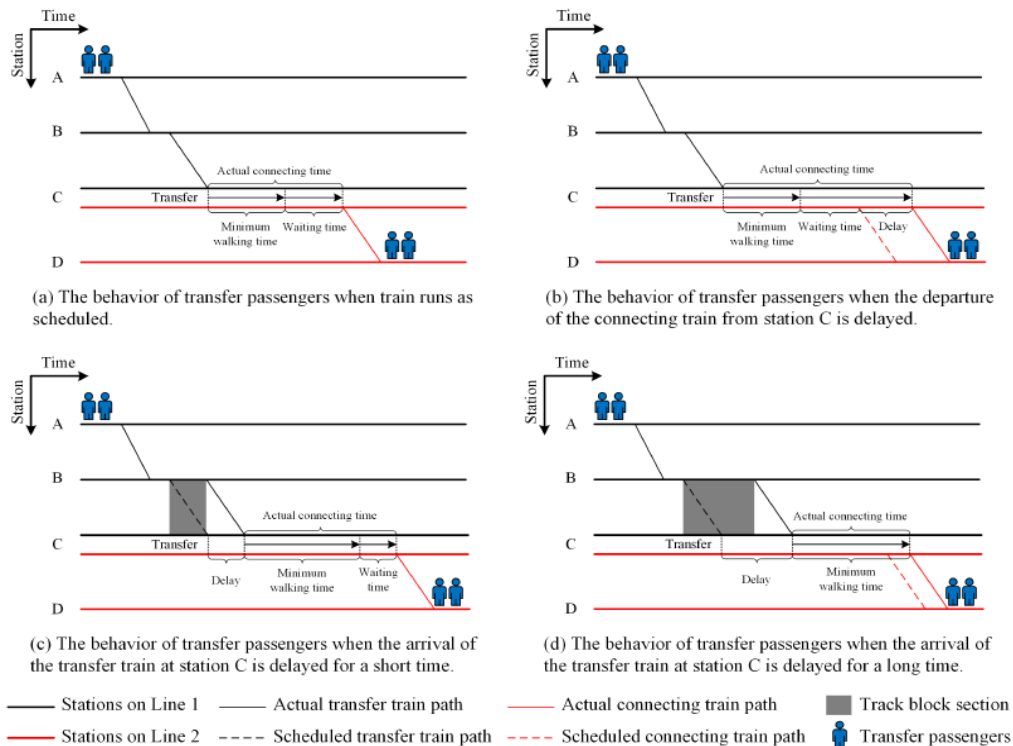 Time
Station
A
B
Actual connecting time
C
Transfer
Minimum
walking time
Waiting time
D
(a) The behavior of transfer passengers when train runs as
scheduled.
Time
Station
A
B
Actual connecting time
C
Transfer
Minimum
walking time
Waiting time
Delay
D
(b) The behavior of transfer passengers when the departure
of the connecting train from station C is delayed.
Time
Station
A
B
Actual connecting time
C
Transfer
Delay
Minimum
walking time
Waiting
time
D
(c) The behavior of transfer passengers when the arrival of
the transfer train at station C is delayed for a short time.
Time
Station
A
B
Actual connecting time
C
Transfer
Delay
Minimum
walking time
D
(d) The behavior of transfer passengers when the arrival of
the transfer train at station C is delayed for a long time.
Stations on Line 1
Actual transfer train path
Actual connecting train path
Track block section
Stations on Line 2
Scheduled transfer train path
Scheduled connecting train path
Transfer passengers